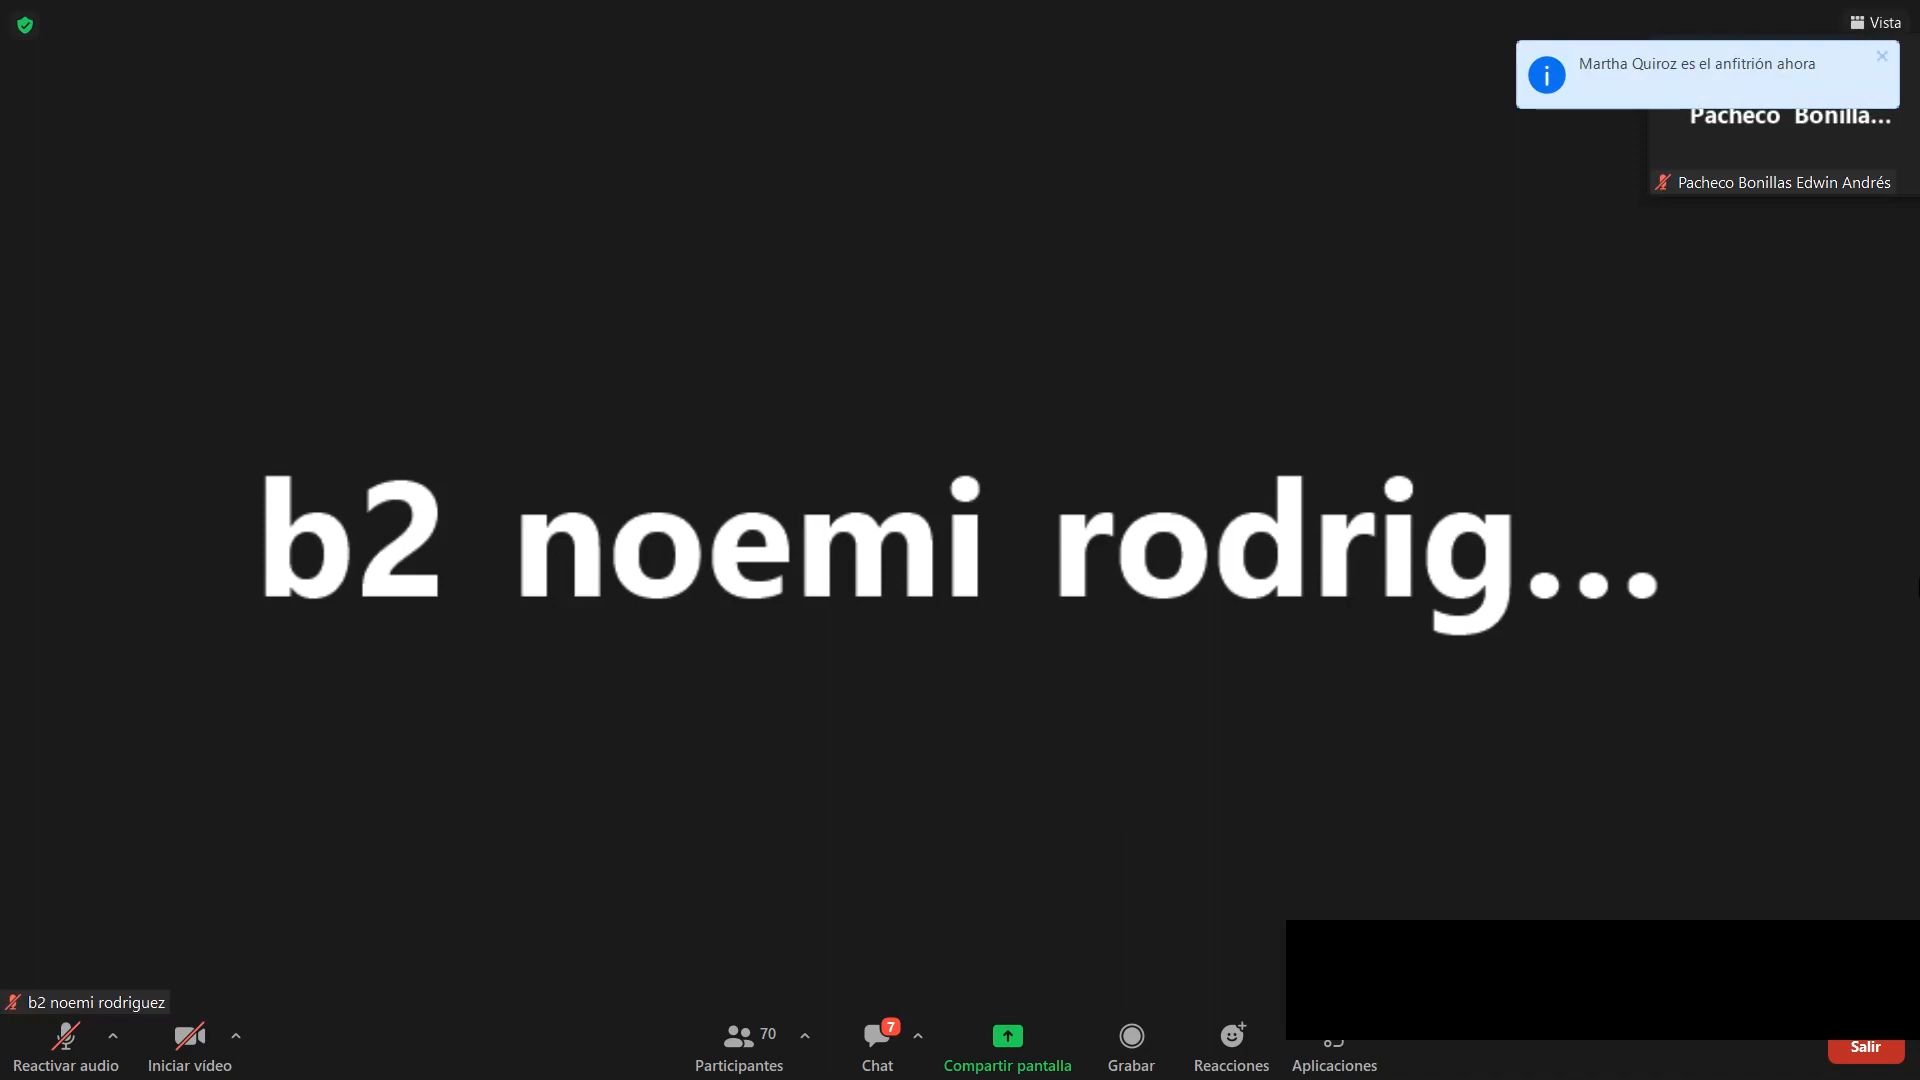 Vista
Martha Quiroz es el anfitrión ahora
Pacheco Bonilla...
Pacheco Bonillas Edwin Andrés
b2 noemi rodrig...
b2 noemi rodriguez
70
7
Reactivar audio
Iniciar vídeo
Participantes
Chat
Compartir pantalla
Grabar
Reacciones
Aplicaciones
Salir